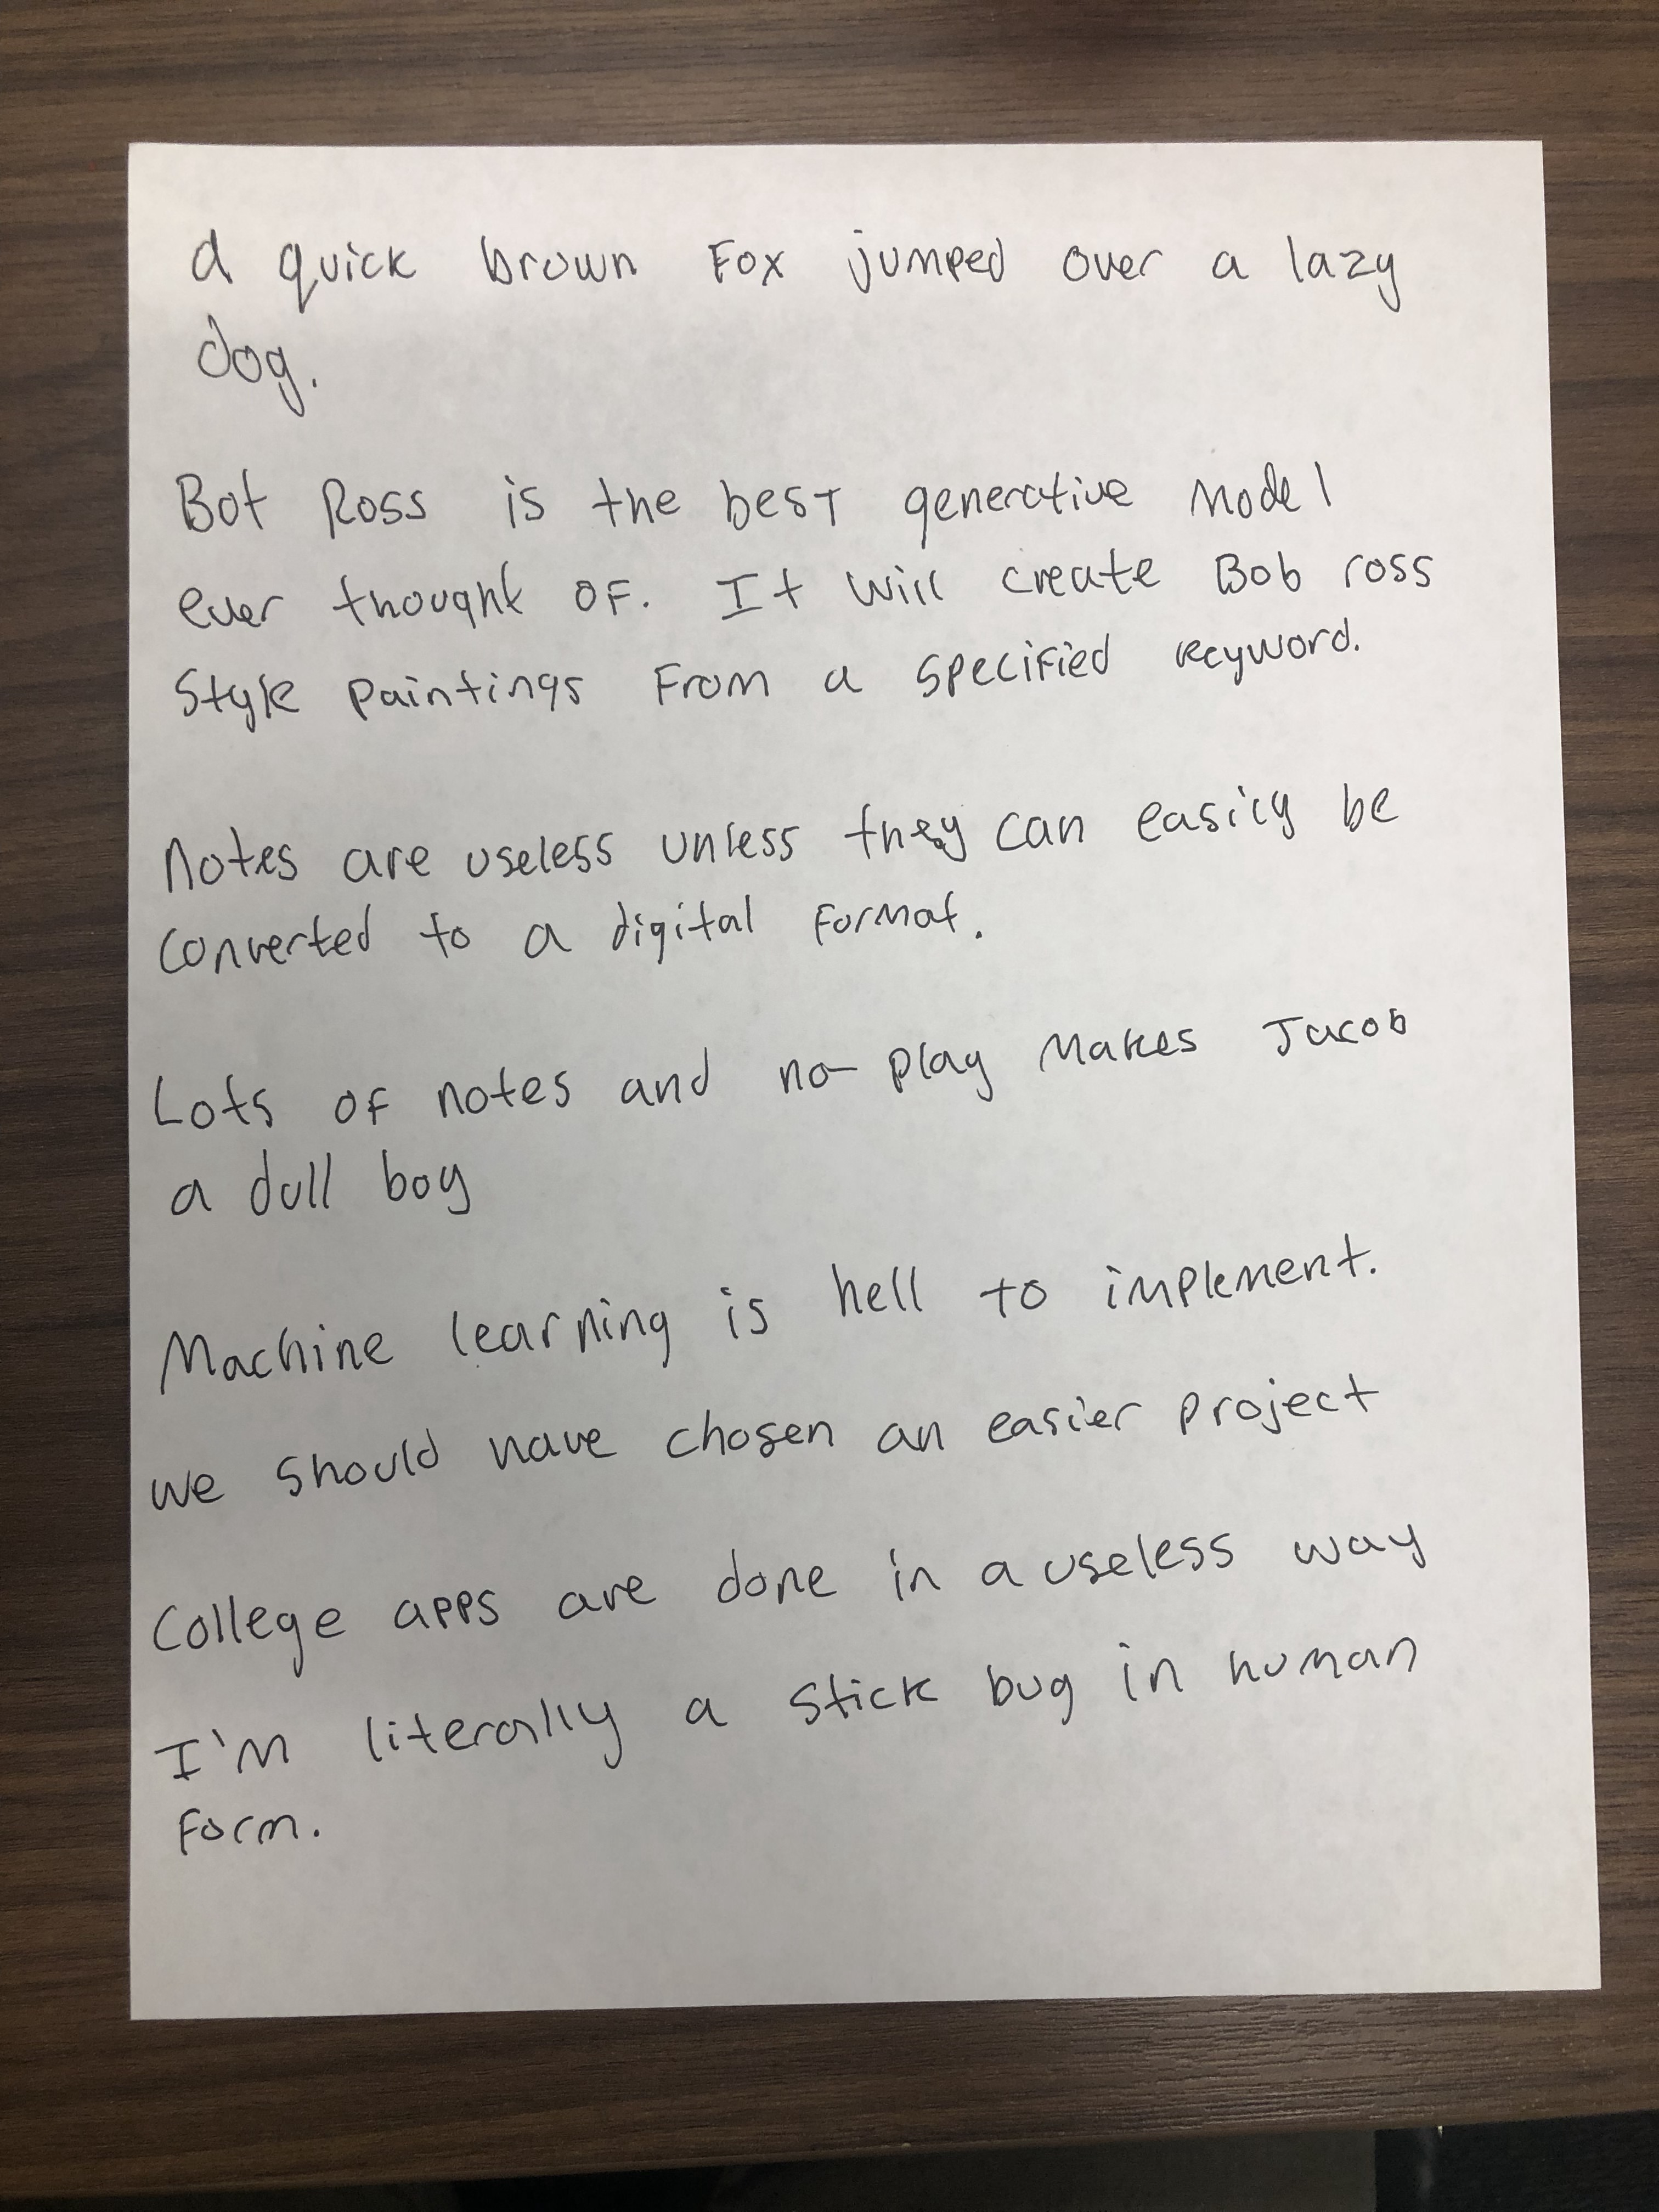 a quick brown Fox jumped over a lazy
dog.
Bot Ross is the best generative model
ever thought of. It will create Bob ross
Style paintings From a specified keyword.
Notes are useless unless they can easily be
converted to a digital format.
Lots of notes and no play makes Jacob
a dull boy
Machine learning is hell to implement.
we should have chosen an easier project
College apps are done in a useless way
I'm literally a stick bug in human
form.